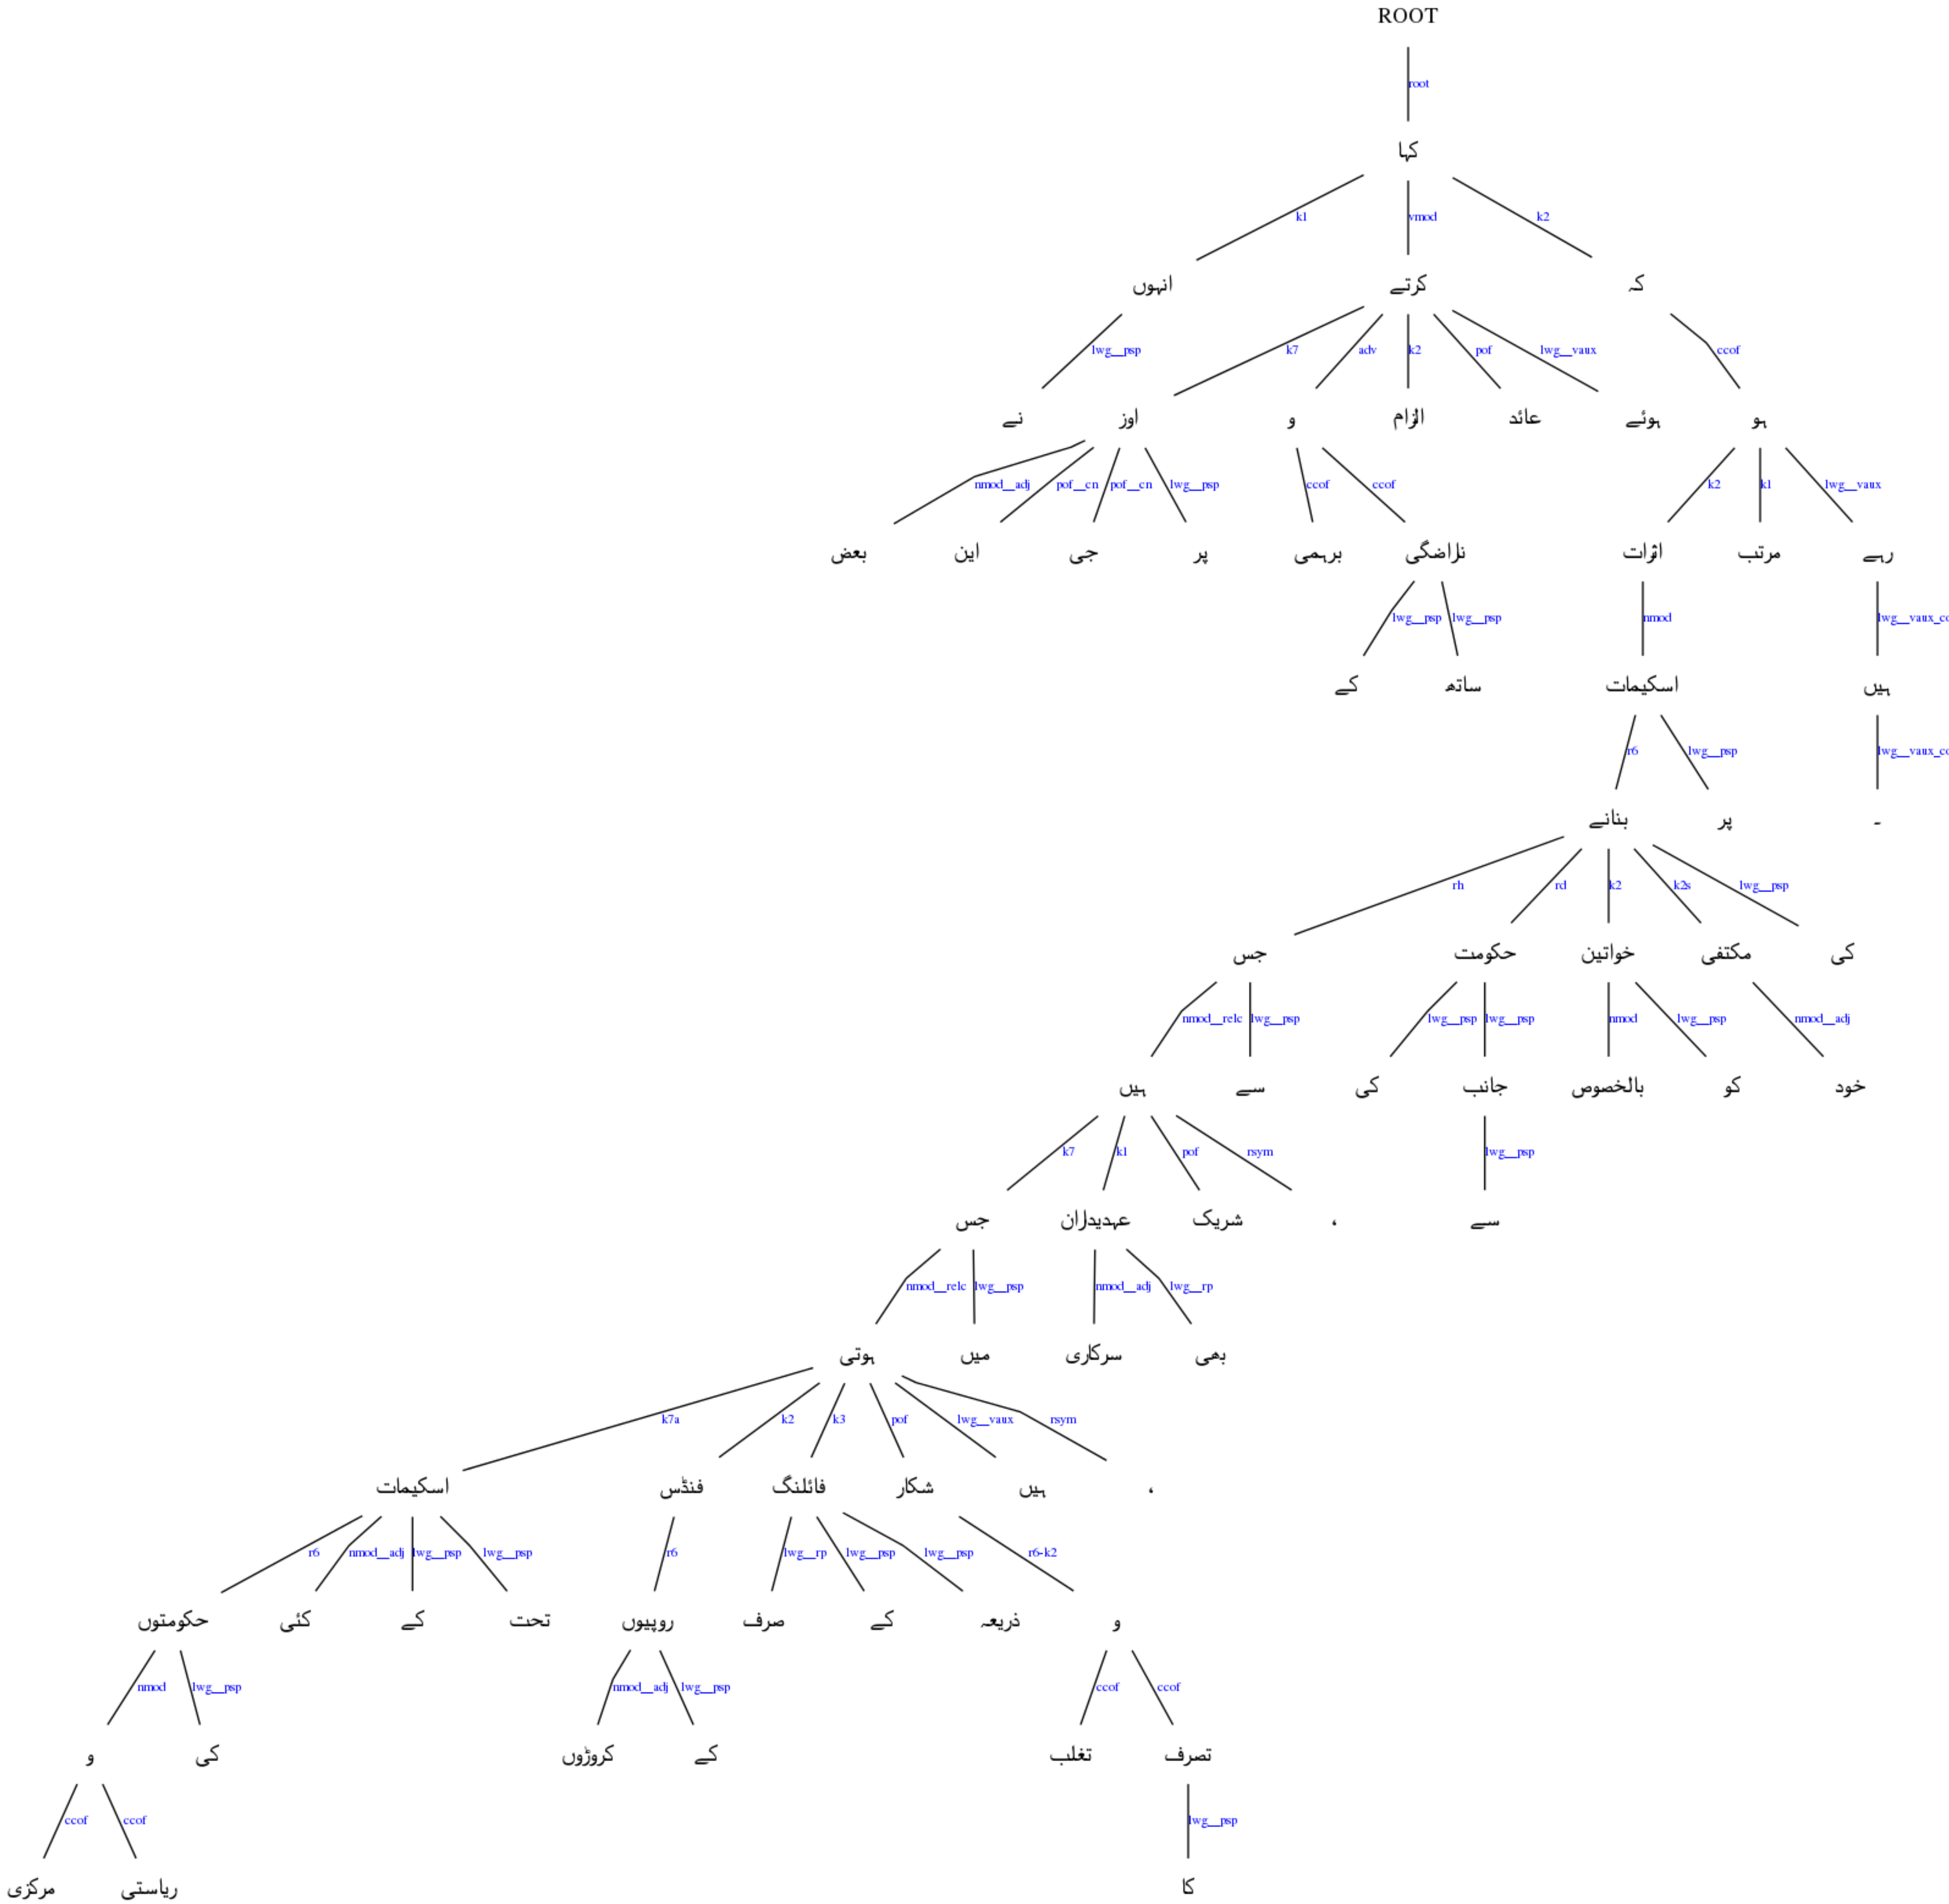 ROOT
root
کہا
k1 vmod k2
انہوں کرتے کہ
lwg__psp k7 adv k2 pof lwg__vaux ccof
نے اوز و الزام عائد ہوئے ہو
nmod__adj pof__cn pof__cn lwg__psp ccof ccof k2 k1 lwg__vaux
بعض این جی پر برہمی ناراضگی اثرات مرتب رہے
lwg__psp lwg__psp nmod lwg__vaux_co
کے ساتھ اسکیمات ہیں
r6 lwg__psp lwg__vaux_co
بنانے پر ۔
rh rd k2 k2s lwg__psp
جس حکومت خواتین مکتفی کی
nmod__relc lwg__psp lwg__psp lwg__psp nmod lwg__psp nmod__adj
ہیں سے کی جانب بالخصوص کو خود
k7 k1 pof rsym lwg__psp
جس عہدیداران شریک ، سے
nmod__relc lwg__psp nmod__adj lwg__rp
ہوتی میں سرکاری بھی
k7a k2 k3 pof lwg__vaux rsym
اسکیمات فنڈس فائلنگ شکار ہیں ،
r6 nmod__adj lwg__psp lwg__psp r6 lwg__rp lwg__psp lwg__psp r6-k2
حکومتوں کئی کے تحت روپیوں صرف کے ذریعہ و
nmod lwg__psp nmod__adj lwg__psp ccof ccof
و کی کروڑوں کے تغلب تصرف
ccof ccof lwg__psp
مرکزی ریاستی کا